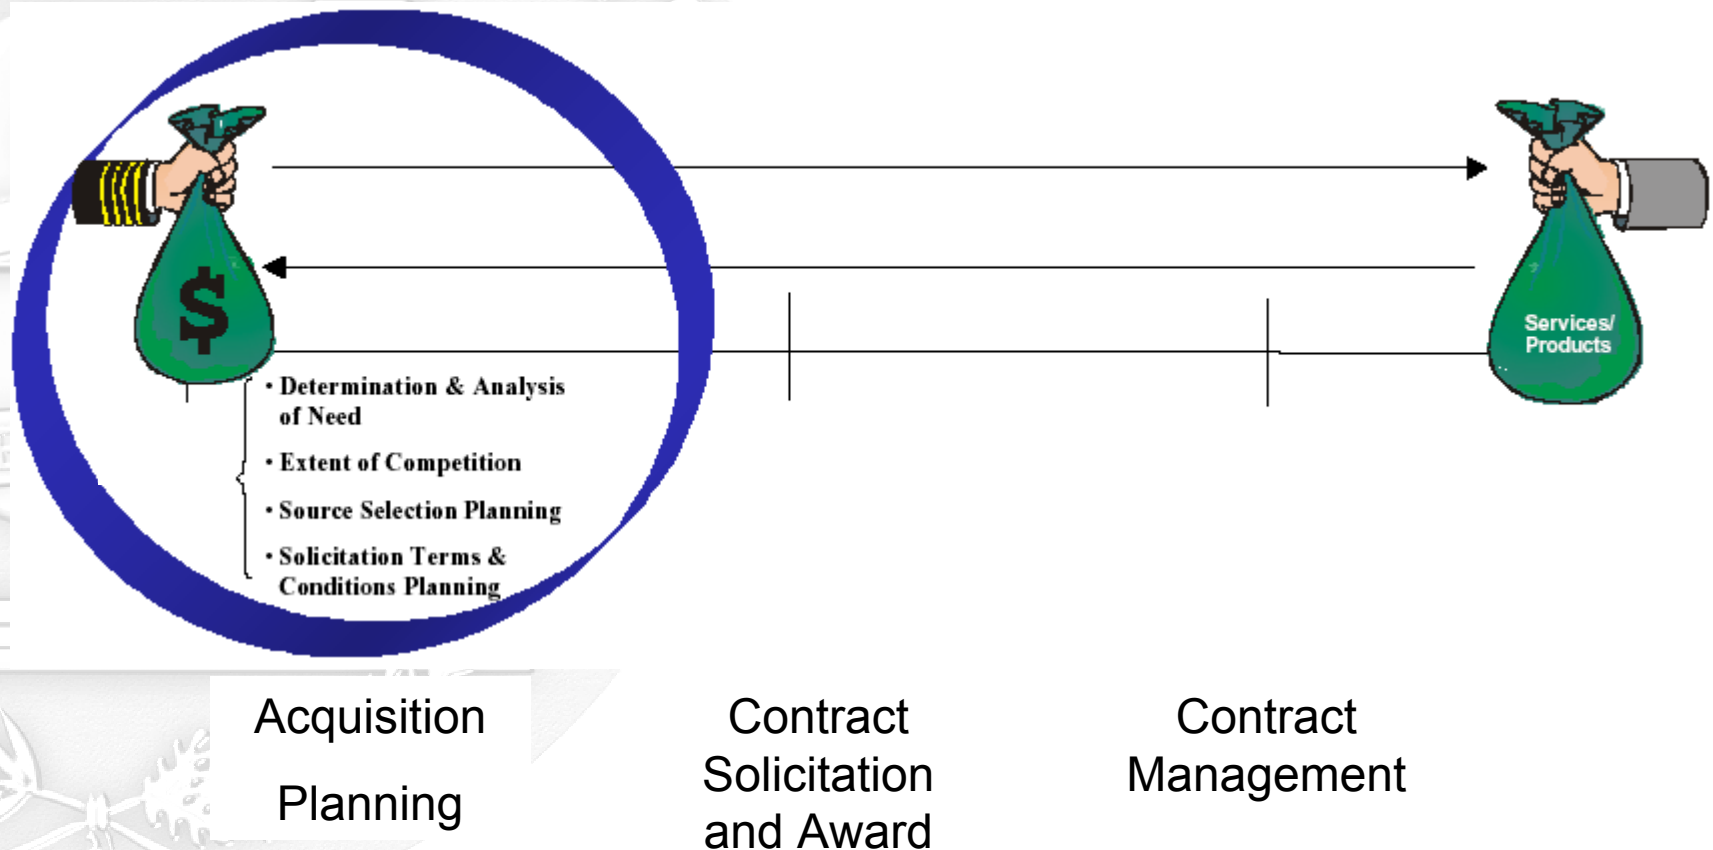 $
Services/
Products
• Determination & Analysis
of Need
• Extent of Competition
• Source Selection Planning
• Solicitation Terms &
Conditions Planning
Acquisition
Planning
Contract
Solicitation
and Award
Contract
Management